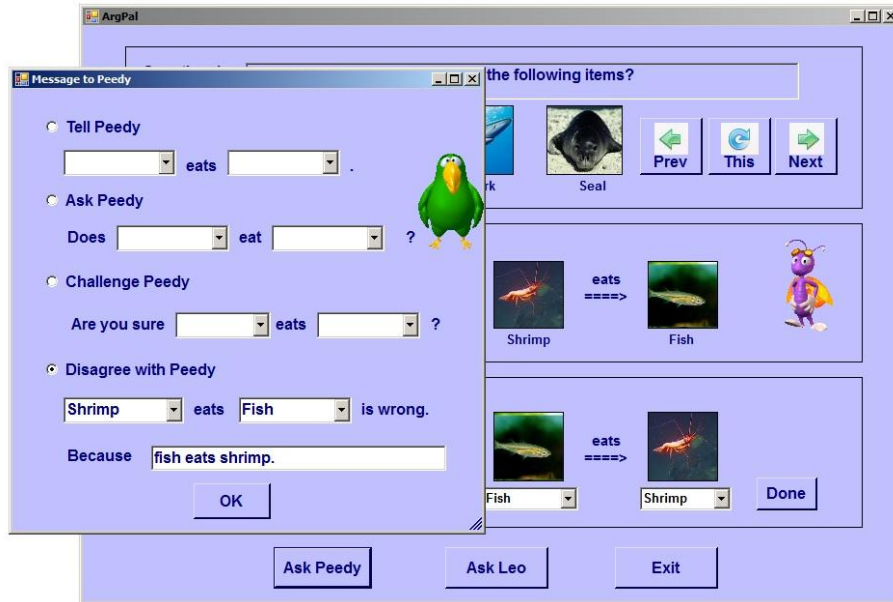 ArgPal
the following items?
Message to Peedy
Tell Peedy
eats .
Ask Peedy
Does eat ?
Challenge Peedy
Are you sure eats ?
Disagree with Peedy
Shrimp eats Fish is wrong.
Because fish eats shrimp.
OK
rk
Seal
Prev
This
Next
eats
====>
Shrimp
Fish
eats
====>
Fish
Shrimp
Done
Ask Peedy
Ask Leo
Exit